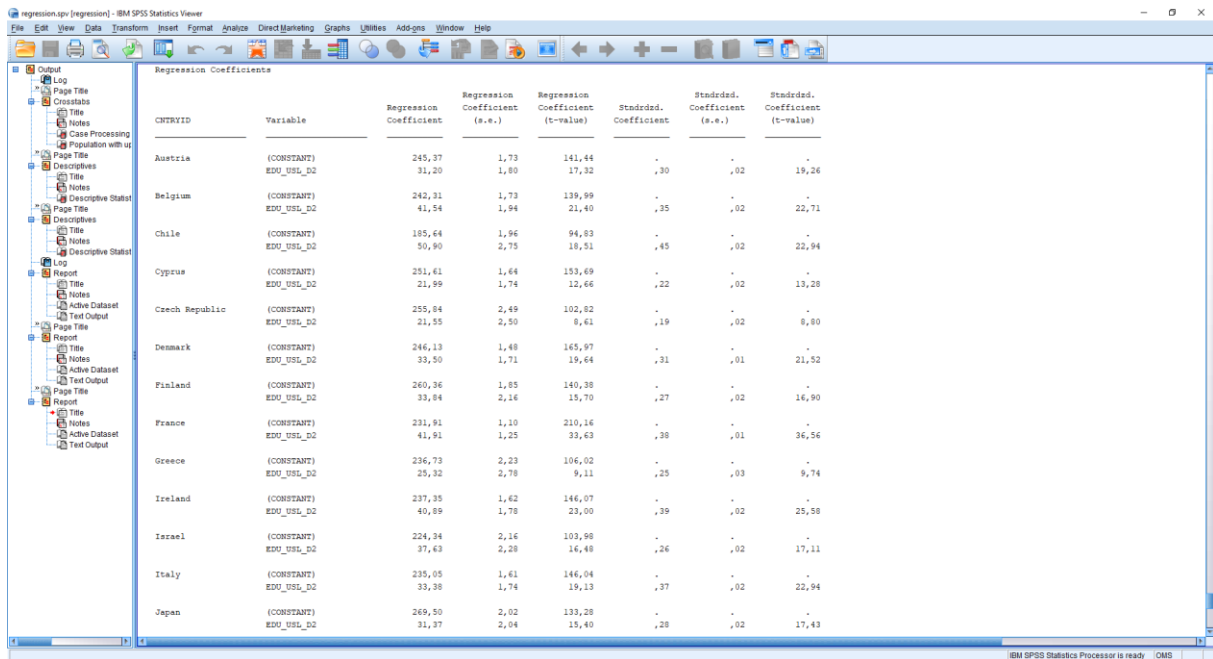 regression.spv [regression] - IBM SPSS Statistics Viewer
File Edit View Data Transform Insert Format Analyze Direct Marketing Graphs Utilities Add-ons Window Help
Output
Log
Page Title
Crosstabs
Title
Notes
Case Processing
Population with up
Page Title
Descriptives
Title
Notes
Descriptive Statist
Page Title
Descriptives
Title
Notes
Descriptive Statist
Log
Report
Title
Notes
Active Dataset
Text Output
Page Title
Report
Title
Notes
Active Dataset
Text Output
Page Title
Report
Title
Notes
Active Dataset
Text Output
Regression Coefficients
Regression Regression Stndrdzd. Stndrdzd.
Regression Coefficient Coefficient Stndrdzd. Coefficient Coefficient
CNTRYID Variable Coefficient (s.e.) (t-value) Coefficient (s.e.) (t-value)
Austria (CONSTANT) 245,37 1,73 141,44 . . .
EDU_USL_D2 31,20 1,80 17,32 ,30 ,02 19,26
Belgium (CONSTANT) 242,31 1,73 139,99 . . .
EDU_USL_D2 41,54 1,94 21,40 ,35 ,02 22,71
Chile (CONSTANT) 185,64 1,96 94,83 . . .
EDU_USL_D2 50,90 2,75 18,51 ,45 ,02 22,94
Cyprus (CONSTANT) 251,61 1,64 153,69 . . .
EDU_USL_D2 21,99 1,74 12,66 ,22 ,02 13,28
Czech Republic (CONSTANT) 255,84 2,49 102,82 . . .
EDU_USL_D2 21,55 2,50 8,61 ,19 ,02 8,80
Denmark (CONSTANT) 246,13 1,48 165,97 . . .
EDU_USL_D2 33,50 1,71 19,64 ,31 ,01 21,52
Finland (CONSTANT) 260,36 1,85 140,38 . . .
EDU_USL_D2 33,84 2,16 15,70 ,27 ,02 16,90
France (CONSTANT) 231,91 1,10 210,16 . . .
EDU_USL_D2 41,91 1,25 33,63 ,38 ,01 36,56
Greece (CONSTANT) 236,73 2,23 106,02 . . .
EDU_USL_D2 25,32 2,78 9,11 ,25 ,03 9,74
Ireland (CONSTANT) 237,35 1,62 146,07 . . .
EDU_USL_D2 40,89 1,78 23,00 ,39 ,02 25,58
Israel (CONSTANT) 224,34 2,16 103,98 . . .
EDU_USL_D2 37,63 2,28 16,48 ,26 ,02 17,11
Italy (CONSTANT) 235,05 1,61 146,04 . . .
EDU_USL_D2 33,38 1,74 19,13 ,37 ,02 22,94
Japan (CONSTANT) 269,50 2,02 133,28 . . .
EDU_USL_D2 31,37 2,04 15,40 ,28 ,02 17,43
IBM SPSS Statistics Processor is ready OMS